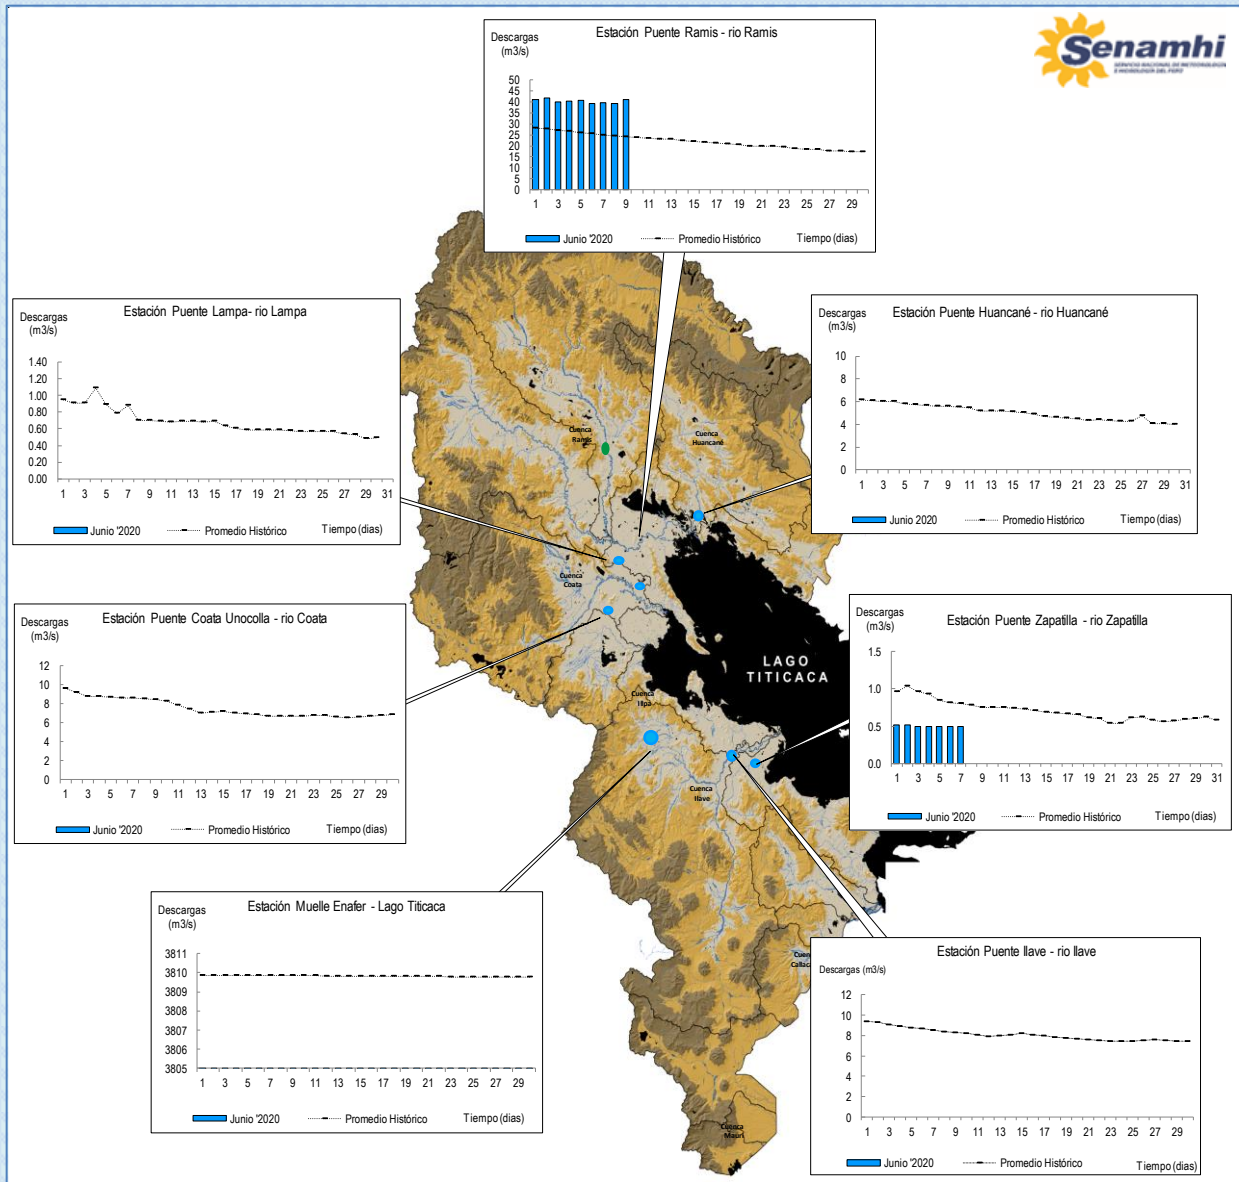 Senamhi
SERVICIO NACIONAL DE METEOROLOGÍA
E HIDROLOGÍA DEL PERÚ
Estación Puente Ramis - rio Ramis
Descargas
(m3/s)
50
45
40
35
30
25
20
15
10
5
0
1 3 5 7 9 11 13 15 17 19 21 23 25 27 29
Junio '2020 Promedio Histórico Tiempo (dias)
Estación Puente Lampa- rio Lampa
Descargas
(m3/s)
1.40
1.20
1.00
0.80
0.60
0.40
0.20
0.00
1 3 5 7 9 11 13 15 17 19 21 23 25 27 29 31
Junio '2020 Promedio Histórico Tiempo (dias)
Estación Puente Huancané - rio Huancané
Descargas
(m3/s)
10
8
6
4
2
0
1 3 5 7 9 11 13 15 17 19 21 23 25 27 29 31
Junio 2020 Promedio Histórico Tiempo (dias)
Cuenca
Ramis
Cuenca
Huancané
Cuenca
Coata
Estación Puente Coata Unocolla - rio Coata
Descargas
(m3/s)
12
10
8
6
4
2
0
1 3 5 7 9 11 13 15 17 19 21 23 25 27 29
Junio '2020 Promedio Histórico Tiempo (dias)
LAGO
TITICACA
Estación Puente Zapatilla - rio Zapatilla
Descargas
(m3/s)
1.5
1.0
0.5
0.0
1 3 5 7 9 11 13 15 17 19 21 23 25 27 29 31
Junio '2020 Promedio Histórico Tiempo (dias)
Cuenca
Illpa
Cuenca
Ilave
Estación Muelle Enafer - Lago Titicaca
Descargas
(m3/s)
3811
3810
3809
3808
3807
3806
3805
1 3 5 7 9 11 13 15 17 19 21 23 25 27 29
Junio '2020 Promedio Histórico Tiempo (dias)
Cuen
Callac
Estación Puente Ilave - rio Ilave
Descargas (m3/s)
12
10
8
6
4
2
0
1 3 5 7 9 11 13 15 17 19 21 23 25 27 29
Junio '2020 Promedio Histórico Tiempo (dias)
Cuenca
Mauri